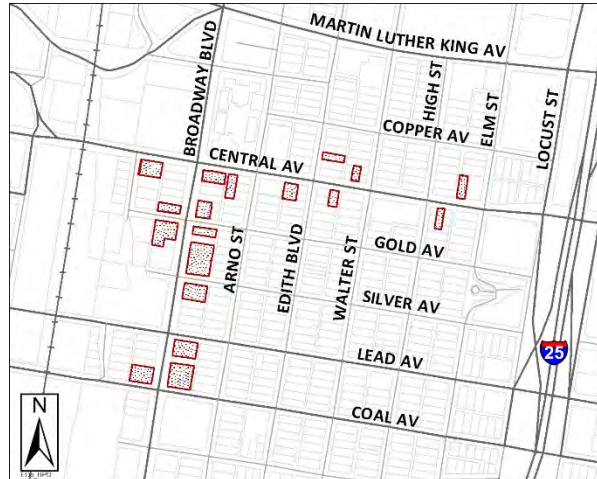 MARTIN LUTHER KING AV
BROADWAY BLVD
HIGH ST
ELM ST
LOCUST ST
COPPER AV
CENTRAL AV
ARNO ST
EDITH BLVD
WALTER ST
GOLD AV
SILVER AV
LEAD AV
25
COAL AV
N